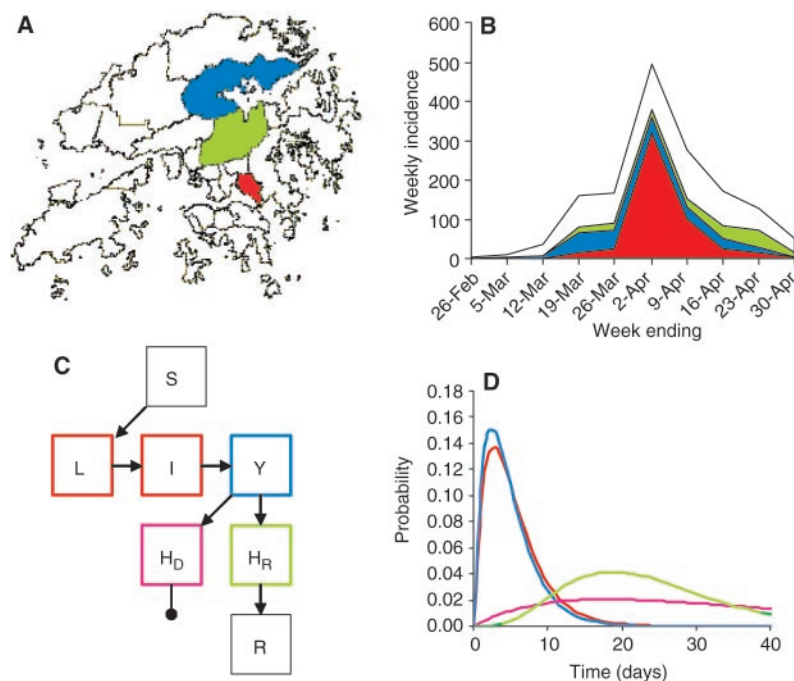 A
B
Weekly incidence
600
500
400
300
200
100
0
26-Feb
5-Mar
12-Mar
19-Mar
26-Mar
2-Apr
9-Apr
16-Apr
23-Apr
30-Apr
Week ending
C
S
L I Y
H_D H_R
R
D
Probability
0.18
0.16
0.14
0.12
0.10
0.08
0.06
0.04
0.02
0.00
0 10 20 30 40
Time (days)